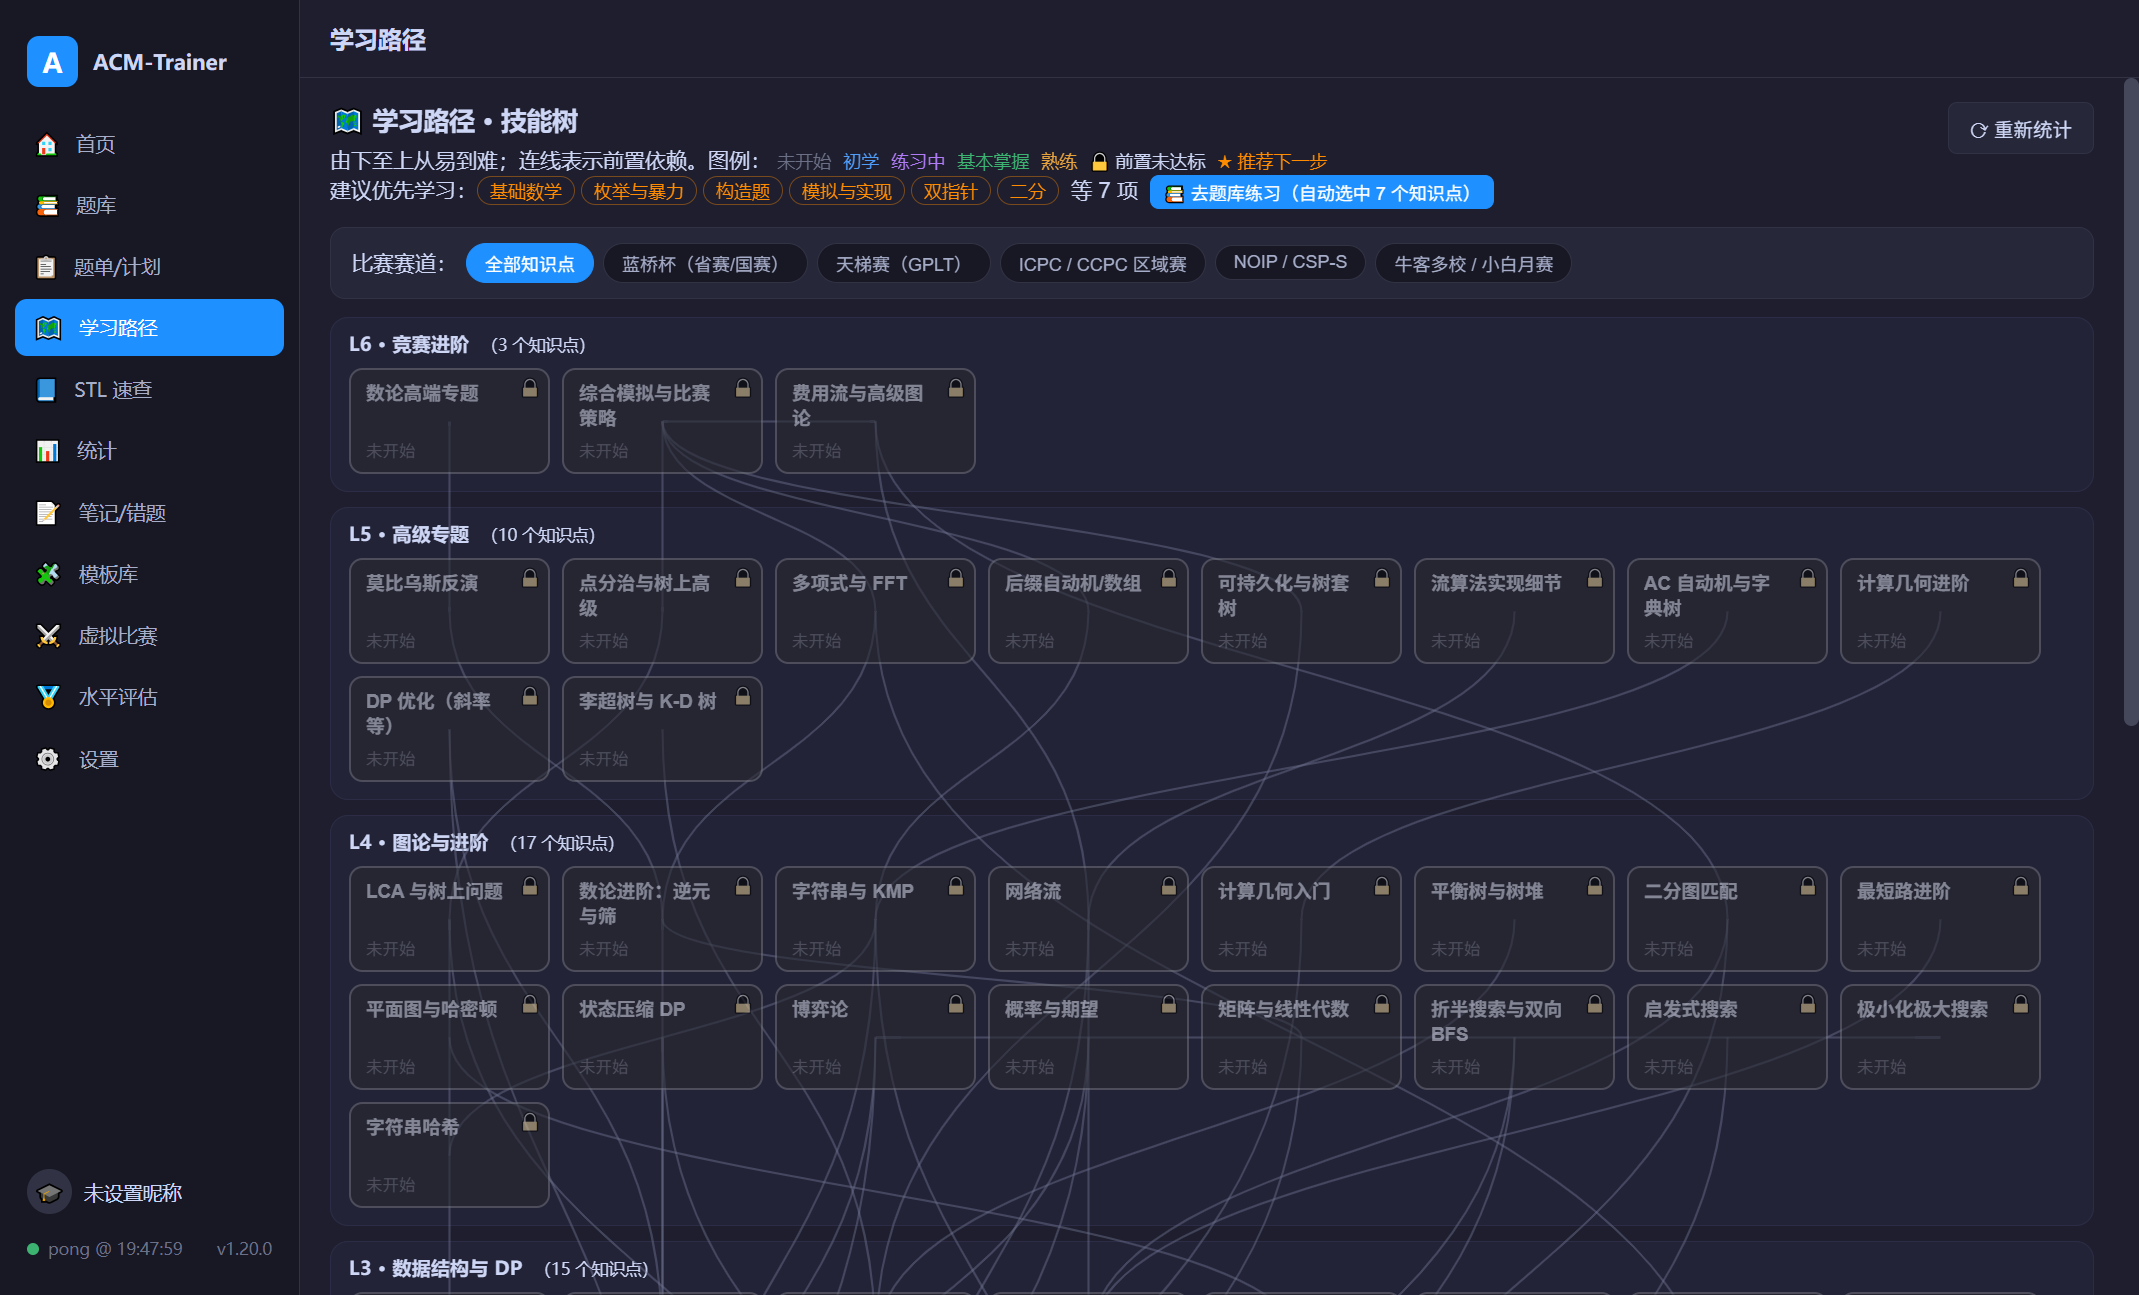 A ACM-Trainer
首页
题库
题单/计划
学习路径
STL 速查
统计
笔记/错题
模板库
虚拟比赛
水平评估
设置
未设置昵称
pong @ 19:47:59 v1.20.0
学习路径
学习路径 · 技能树
重新统计
由下至上从易到难；连线表示前置依赖。图例： 未开始 初学 练习中 基本掌握 熟练 🔒 前置未达标 ★ 推荐下一步
建议优先学习： 基础数学 枚举与暴力 构造题 模拟与实现 双指针 二分 等 7 项 去题库练习（自动选中 7 个知识点）
比赛赛道： 全部知识点 蓝桥杯（省赛/国赛） 天梯赛（GPLT） ICPC / CCPC 区域赛 NOIP / CSP-S 牛客多校 / 小白月赛
L6 · 竞赛进阶 (3 个知识点)
数论高端专题
未开始
综合模拟与比赛
策略
未开始
费用流与高级图
论
未开始
L5 · 高级专题 (10 个知识点)
莫比乌斯反演
未开始
点分治与树上高
级
未开始
多项式与 FFT
未开始
后缀自动机/数组
未开始
可持久化与树套
树
未开始
流算法实现细节
未开始
AC 自动机与字
典树
未开始
计算几何进阶
未开始
DP 优化（斜率
等）
未开始
李超树与 K-D 树
未开始
L4 · 图论与进阶 (17 个知识点)
LCA 与树上问题
未开始
数论进阶：逆元
与筛
未开始
字符串与 KMP
未开始
网络流
未开始
计算几何入门
未开始
平衡树与树堆
未开始
二分图匹配
未开始
最短路进阶
未开始
平面图与哈密顿
未开始
状态压缩 DP
未开始
博弈论
未开始
概率与期望
未开始
矩阵与线性代数
未开始
折半搜索与双向
BFS
未开始
启发式搜索
未开始
极小化极大搜索
未开始
字符串哈希
未开始
L3 · 数据结构与 DP (15 个知识点)